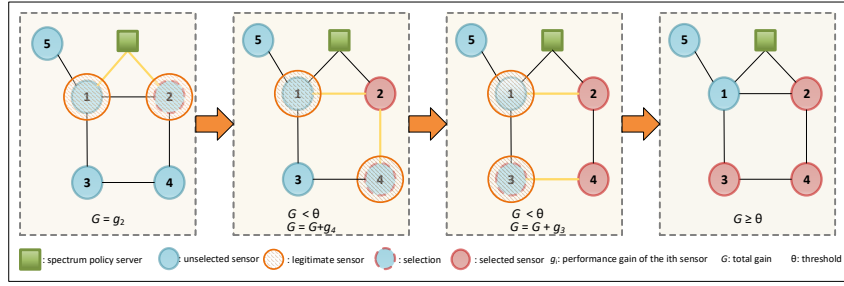 5
1
2
3
4
G = g2
5
1
2
3
4
G < θ
G = G+g4
5
1
2
3
4
G < θ
G = G + g3
5
1
2
3
4
G ≥ θ
: spectrum policy server : unselected sensor : legitimate sensor : selection : selected sensor gi: performance gain of the ith sensor G: total gain θ: threshold